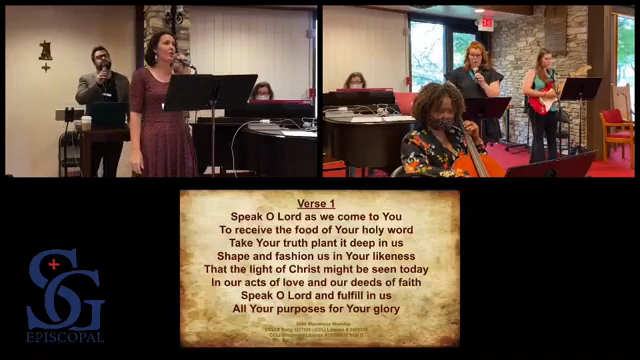 EXIT
Verse 1
Speak O Lord as we come to You
To receive the food of Your holy word
Take Your truth plant it deep in us
Shape and fashion us in Your likeness
That the light of Christ might be seen today
In our acts of love and our deeds of faith
Speak O Lord and fulfill in us
All Your purposes for Your glory
SG
EPISCOPAL